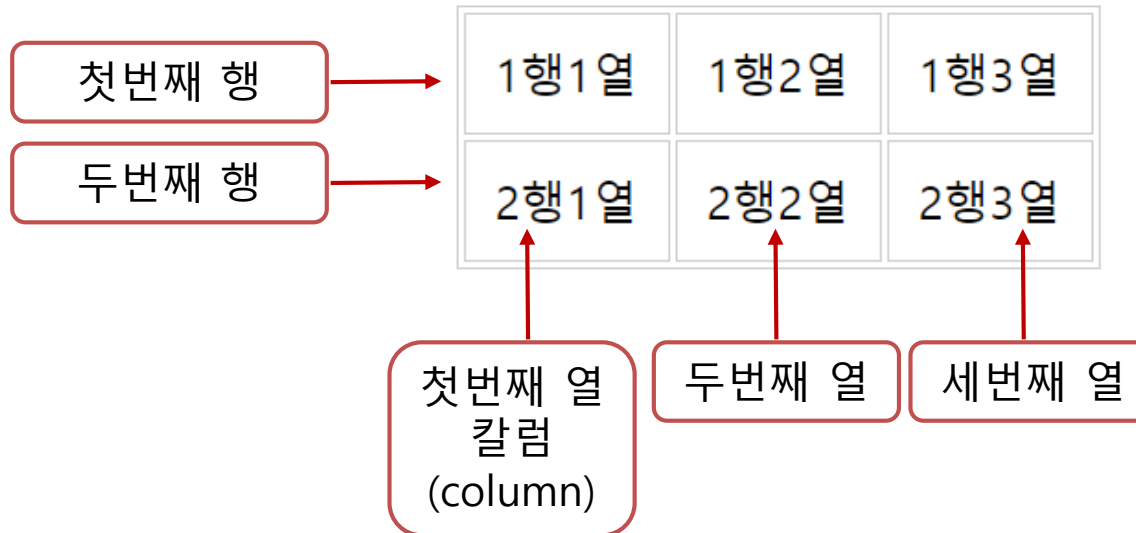 첫번째 행
1행1열 1행2열 1행3열
두번째 행
2행1열 2행2열 2행3열
첫번째 열
칼럼
(column)
두번째 열
세번째 열